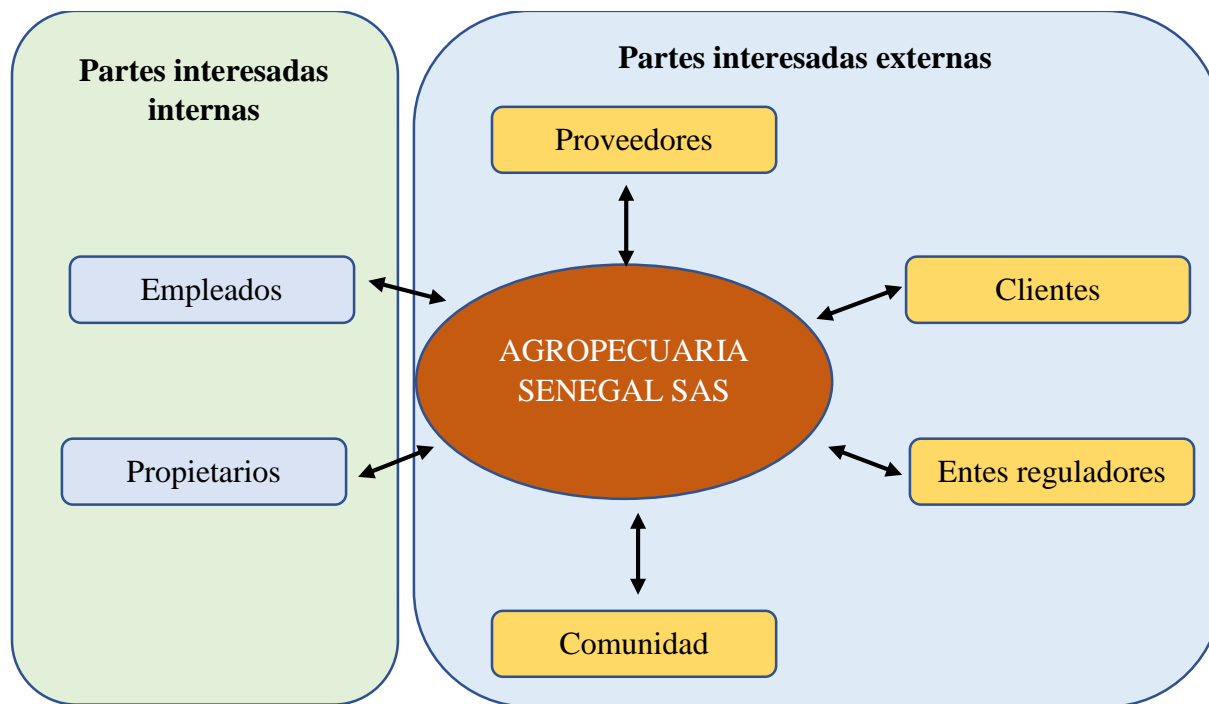 Partes interesadas
internas
Partes interesadas externas
Proveedores
Empleados
Clientes
AGROPECUARIA
SENEGAL SAS
Propietarios
Entes reguladores
Comunidad